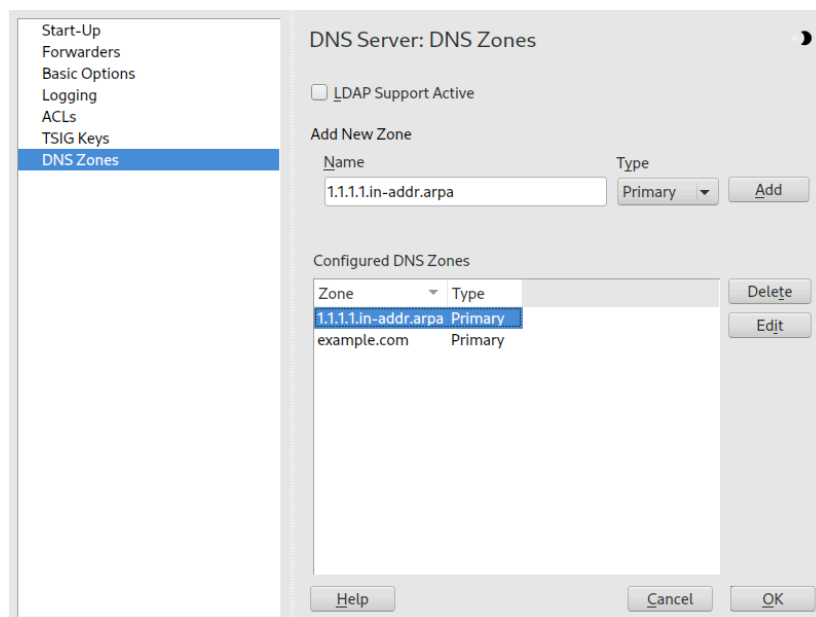 Start-Up
Forwarders
Basic Options
Logging
ACLs
TSIG Keys
DNS Zones
DNS Server: DNS Zones
LDAP Support Active
Add New Zone
Name Type
1.1.1.1.in-addr.arpa Primary Add
Configured DNS Zones
Zone Type
1.1.1.1.in-addr.arpa Primary
example.com Primary
Delete
Edit
Help Cancel OK